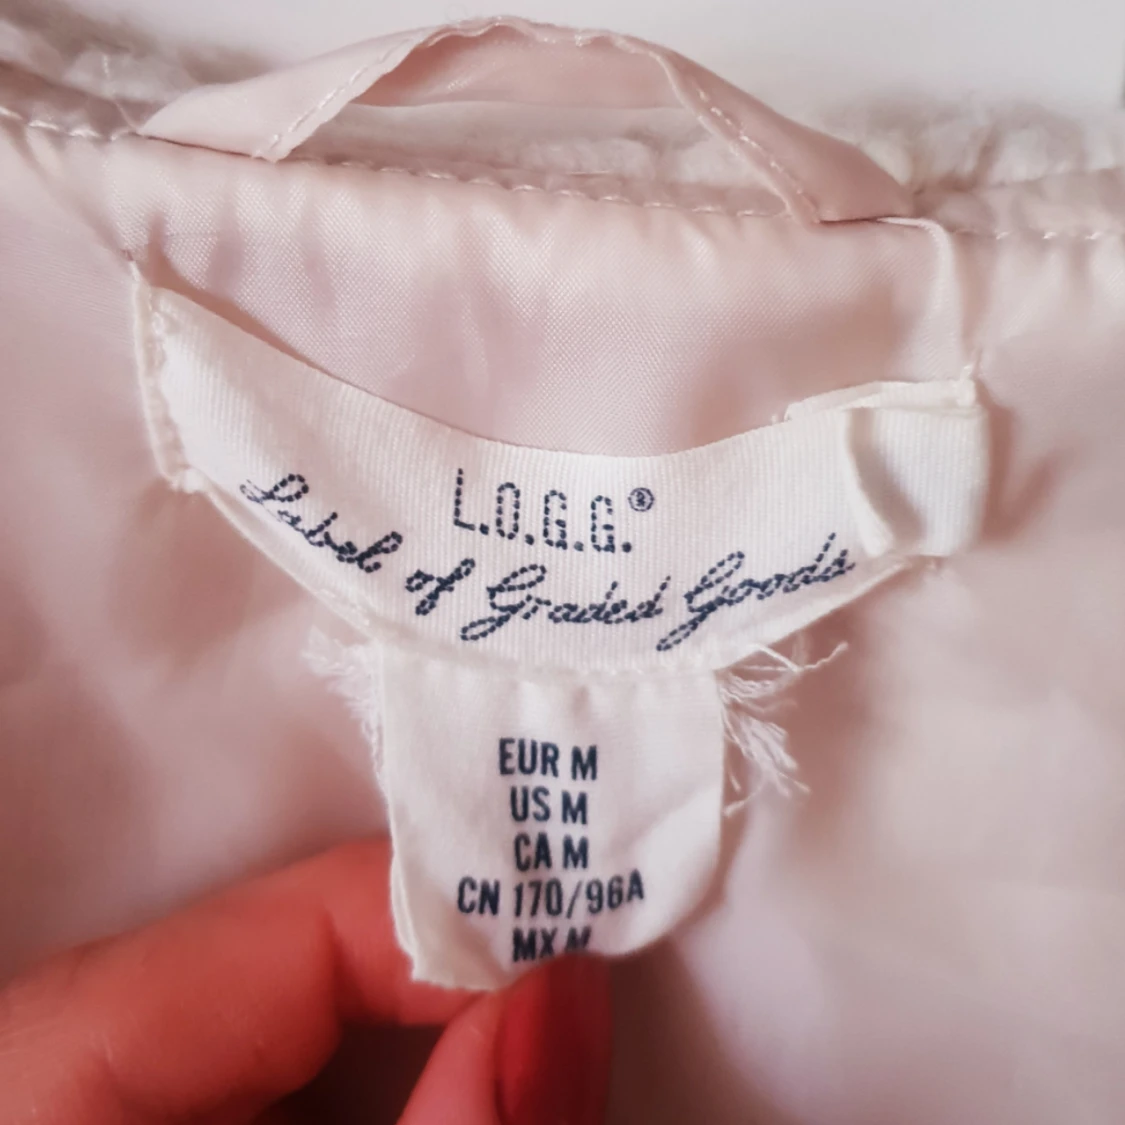 L.O.G.G.®
Label of Graded Goods
EUR M
US M
CA M
CN 170/96A
MX M